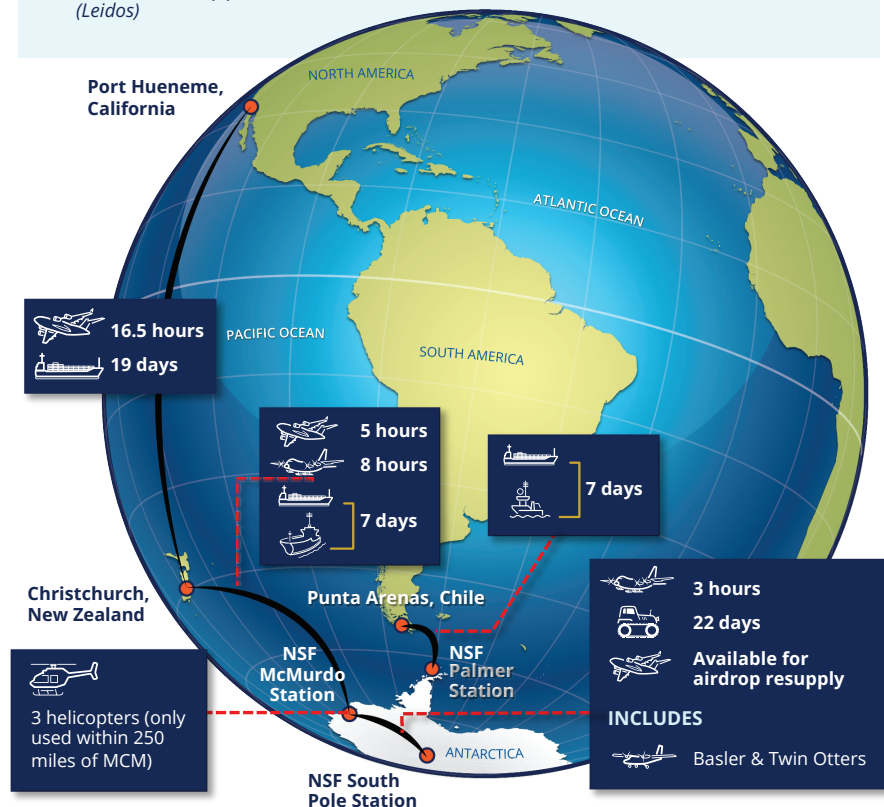 (Leidos)
NORTH AMERICA
Port Hueneme,
California
ATLANTIC OCEAN
16.5 hours
19 days
PACIFIC OCEAN
SOUTH AMERICA
5 hours
8 hours
7 days
7 days
Christchurch,
New Zealand
Punta Arenas, Chile
3 hours
22 days
Available for
airdrop resupply
INCLUDES
Basler & Twin Otters
NSF
McMurdo
Station
NSF
Palmer
Station
3 helicopters (only
used within 250
miles of MCM)
ANTARCTICA
NSF South
Pole Station